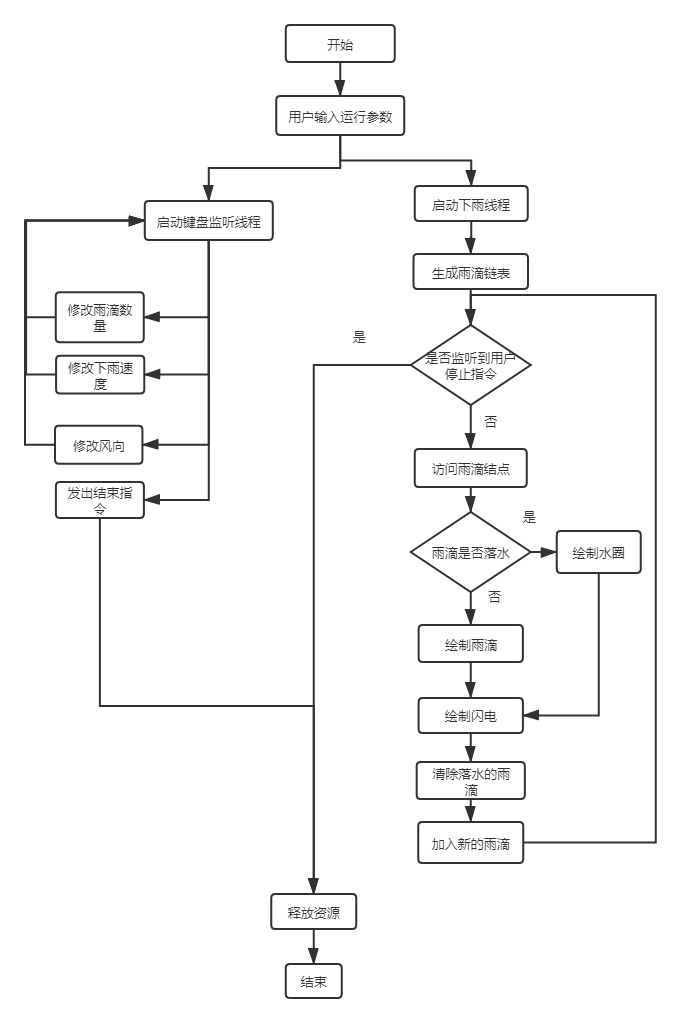 开始
用户输入运行参数
启动键盘监听线程
修改雨滴数
量
修改下雨速
度
修改风向
发出结束指
令
启动下雨线程
生成雨滴链表
是
是否监听到用户
停止指令
否
访问雨滴结点
是
雨滴是否落水
绘制水圈
否
绘制雨滴
绘制闪电
清除落水的雨
滴
加入新的雨滴
释放资源
结束